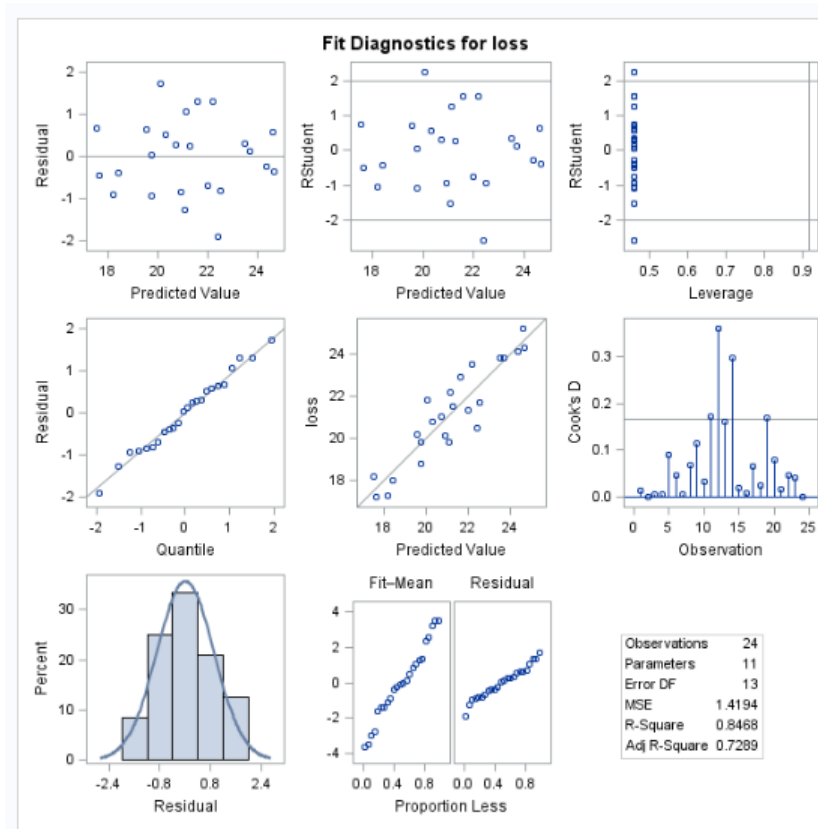 Fit Diagnostics for loss
2
1
0
-1
-2
Residual
18 20 22 24
Predicted Value
2
1
0
-1
-2
RStudent
18 20 22 24
Predicted Value
2
1
0
-1
-2
RStudent
0.5 0.6 0.7 0.8 0.9
Leverage
2
1
0
-1
-2
Residual
-2 -1 0 1 2
Quantile
24
22
20
18
loss
18 20 22 24
Predicted Value
0.3
0.2
0.1
0.0
Cook's D
0 5 10 15 20 25
Observation
30
20
10
0
Percent
-2.4 -0.8 0.8 2.4
Residual
Fit–Mean Residual
4
2
0
-2
-4
0.0 0.4 0.8 0.0 0.4 0.8
Proportion Less
Observations 24
Parameters 11
Error DF 13
MSE 1.4194
R-Square 0.8468
Adj R-Square 0.7289